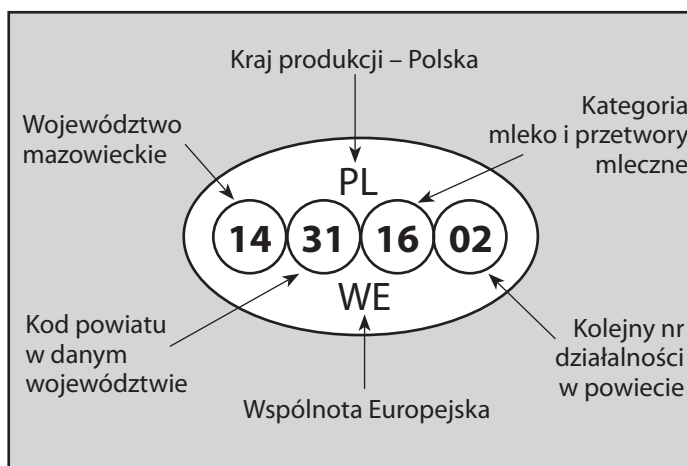 Kraj produkcji – Polska
Województwo
mazowieckie
Kategoria
mleko i przetwory
mleczne
PL
14 31 16 02
WE
Kod powiatu
w danym
województwie
Kolejny nr
działalności
w powiecie
Wspólnota Europejska